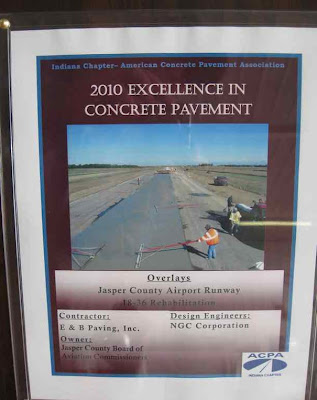 Indiana Chapter- American Concrete Pavement Association
2010 EXCELLENCE IN
CONCRETE PAVEMENT
Overlays
Jasper County Airport Runway
18-36 Rehabilitation
Contractor:
E & B Paving, Inc.
Owner:
Jasper County Board of
Aviation Commissioners
Design Engineers:
NGC Corporation
ACPA
INDIANA CHAPTER